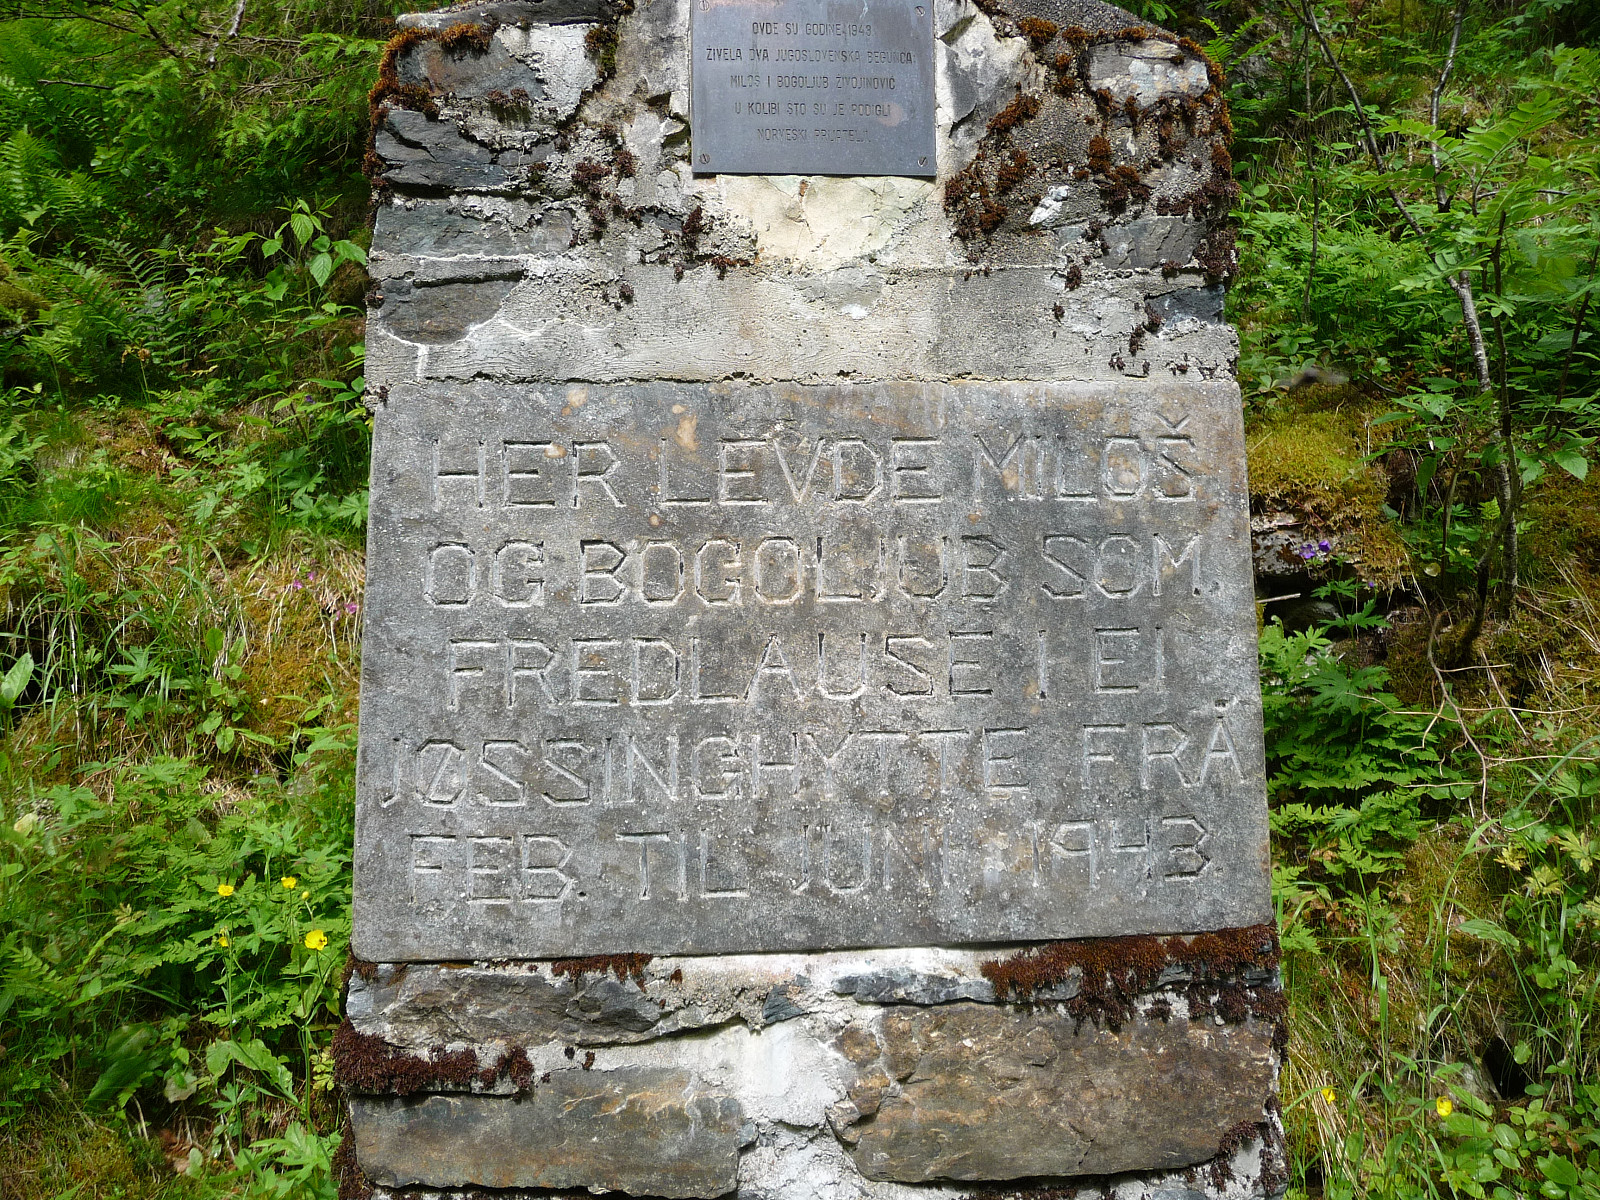 OVDE SU GODINE 1943
ŽIVELA DVA JUGOSLOVENSKA BEGUNCA
MILOŠ I BOGOLJUB ŽIVOJINOVIĆ
U KOLIBI ŠTO SU JE PODIGLI
NORVEŠKI PRIJATELJI
HER LEVDE MILOŠ
OG BOGOLJUB SOM
FREDLAUSE I EI
JØSSINGHYTTE FRÅ
FEB. TIL JUNI 1943.